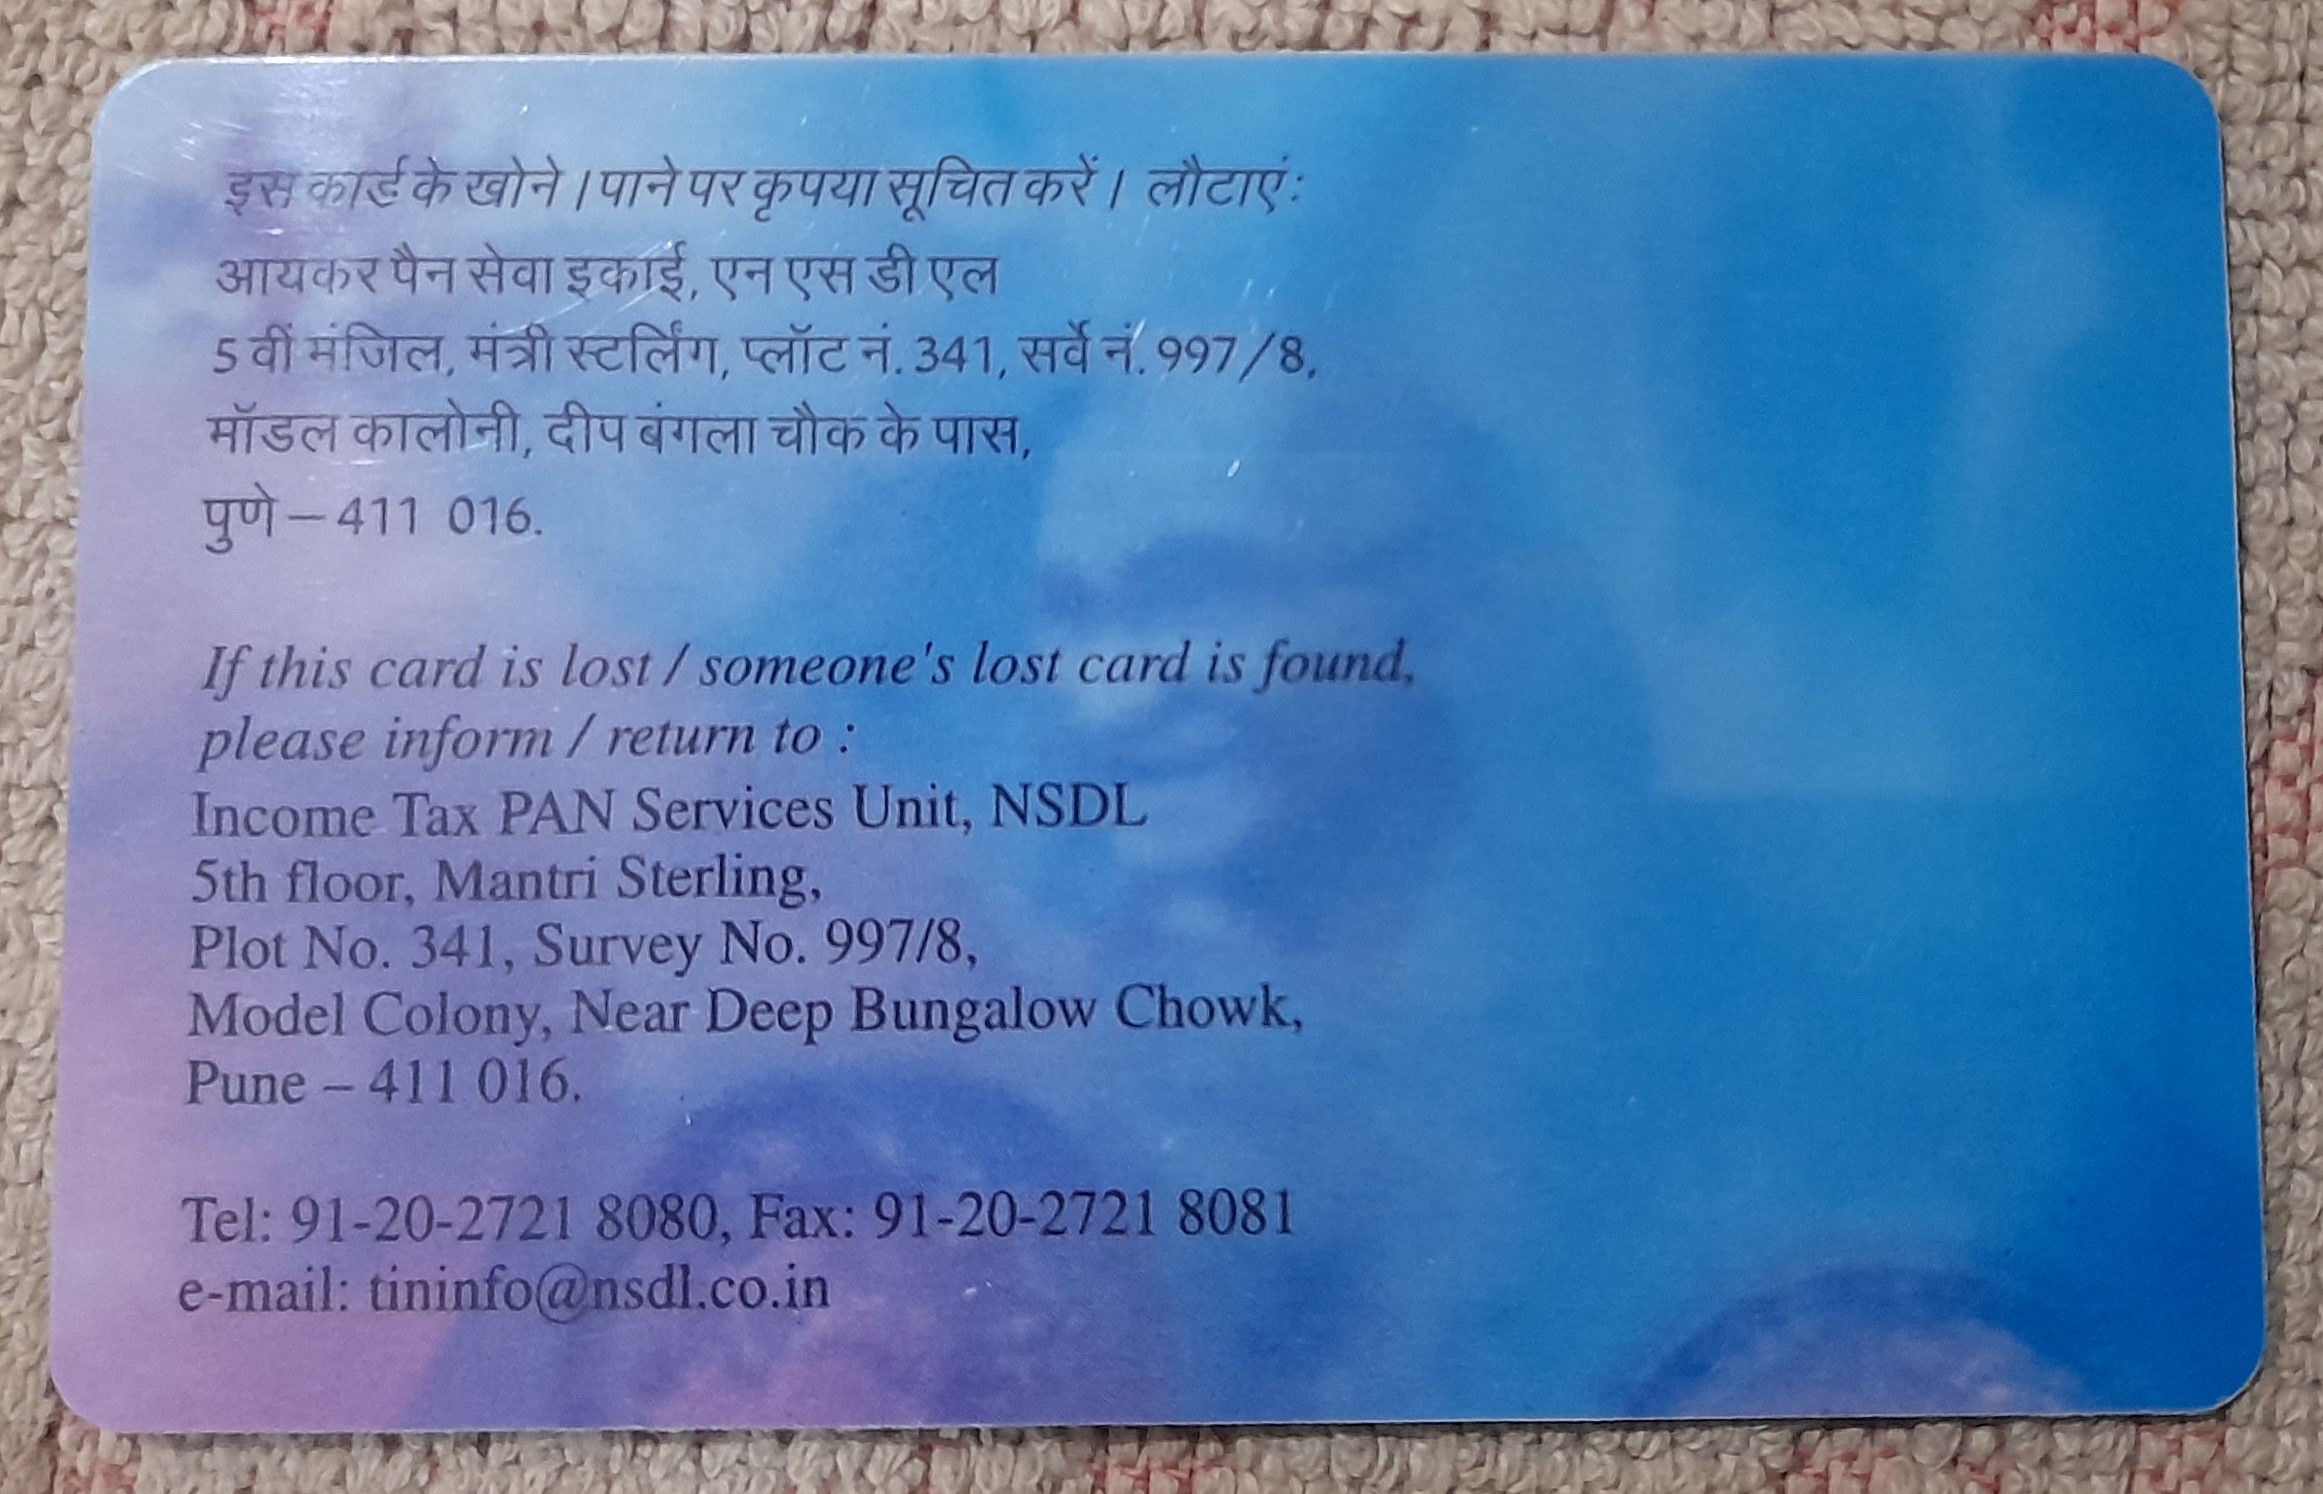 इस कार्ड के खोने / पाने पर कृपया सूचित करें / लौटाएं:
आयकर पैन सेवा इकाई, एन एस डी एल
5 वीं मंजिल, मंत्री स्टर्लिंग, प्लॉट नं. 341, सर्वे नं. 997/8,
मॉडल कालोनी, दीप बंगला चौक के पास,
पुणे – 411 016.
If this card is lost / someone's lost card is found,
please inform / return to :
Income Tax PAN Services Unit, NSDL
5th floor, Mantri Sterling,
Plot No. 341, Survey No. 997/8,
Model Colony, Near Deep Bungalow Chowk,
Pune – 411 016.
Tel: 91-20-2721 8080, Fax: 91-20-2721 8081
e-mail: tininfo@nsdl.co.in